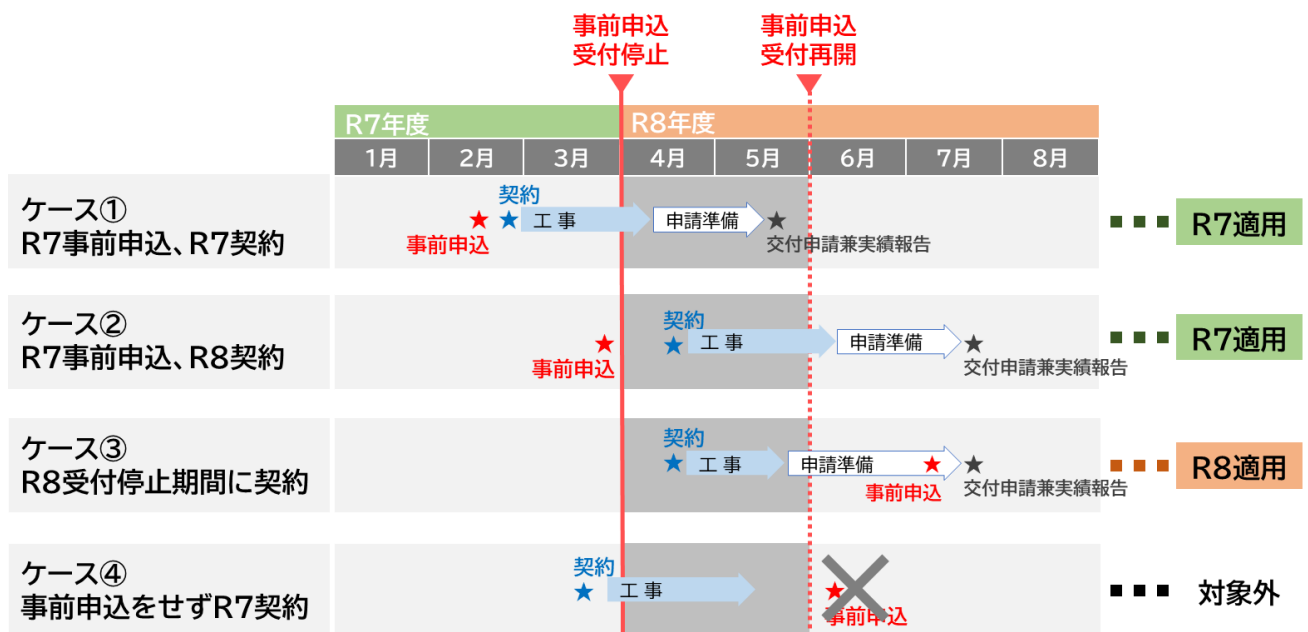 事前申込
受付停止
事前申込
受付再開
R7年度
R8年度
1月
2月
3月
4月
5月
6月
7月
8月
ケース①
R7事前申込、R7契約
契約
工 事
申請準備
事前申込
交付申請兼実績報告
R7適用
ケース②
R7事前申込、R8契約
契約
工 事
申請準備
事前申込
交付申請兼実績報告
R7適用
ケース③
R8受付停止期間に契約
契約
工 事
申請準備
事前申込
交付申請兼実績報告
R8適用
ケース④
事前申込をせずR7契約
契約
工 事
事前申込
対象外